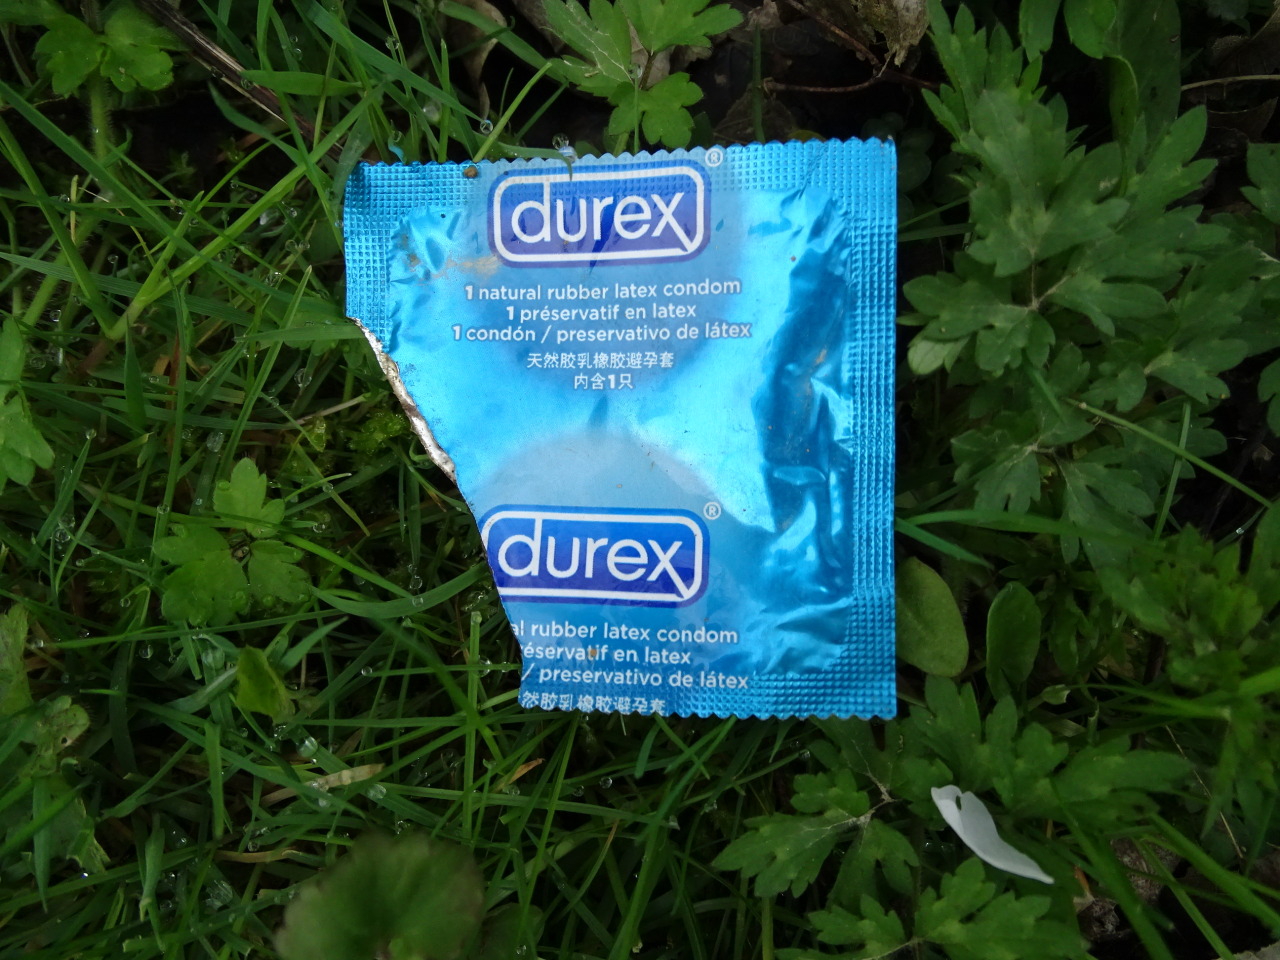 durex®
1 natural rubber latex condom
1 préservatif en latex
1 condón / preservativo de látex
天然胶乳橡胶避孕套
内含1只
durex®
al rubber latex condom
réservatif en latex
/ preservativo de látex
然胶乳橡胶避孕套